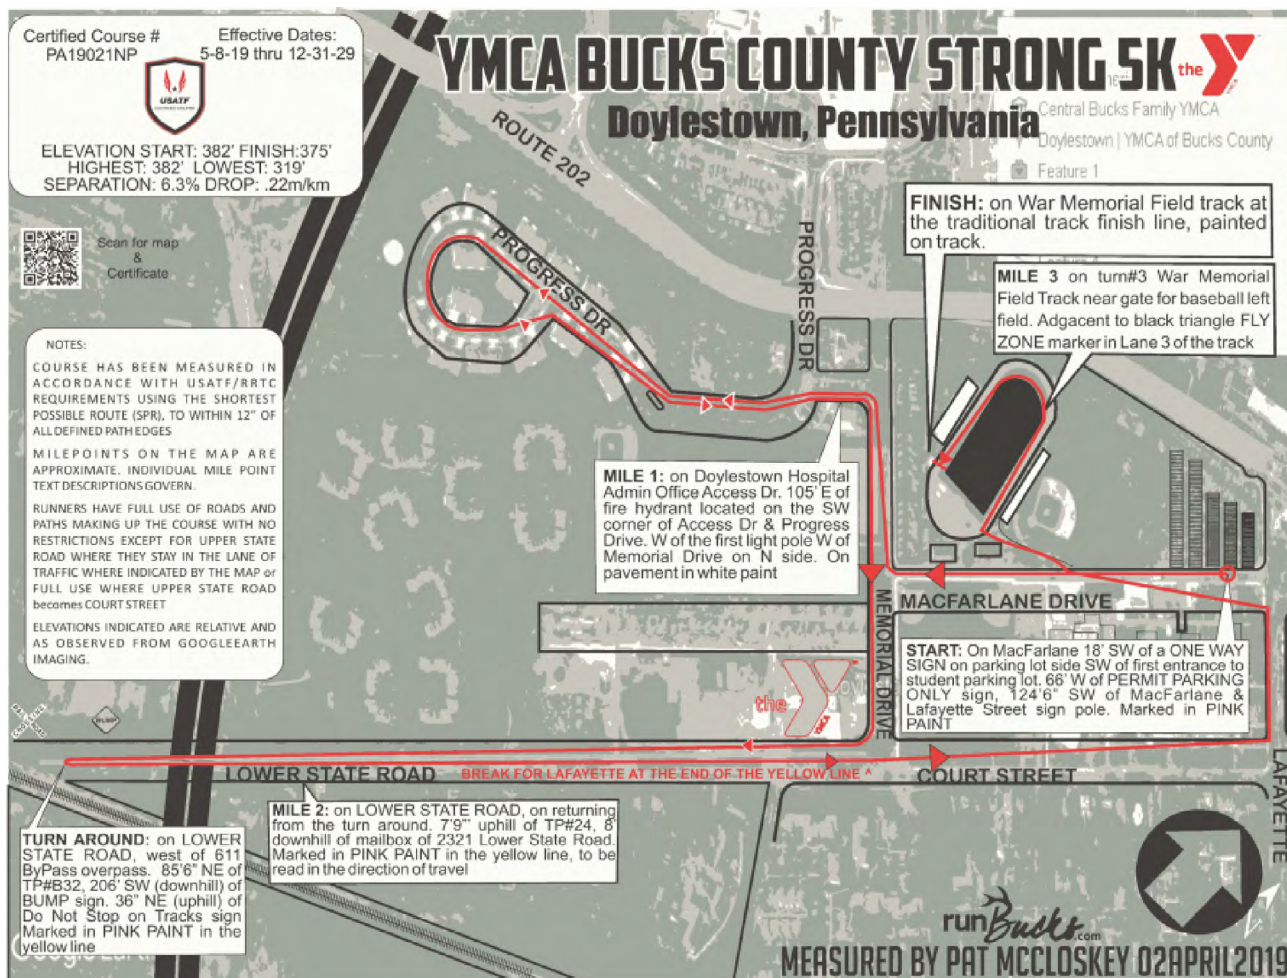 Certified Course #
PA19021NP
Effective Dates:
5-8-19 thru 12-31-29
USATF
ELEVATION START: 382' FINISH:375'
HIGHEST: 382' LOWEST: 319'
SEPARATION: 6.3% DROP: .22m/km
YMCA BUCKS COUNTY STRONG 5K
the
YMCA
Doylestown, Pennsylvania
Central Bucks Family YMCA
Doylestown | YMCA of Bucks County
Feature 1
ROUTE 202
Scan for map
&
Certificate
PROGRESS DR
PROGRESS DR
FINISH: on War Memorial Field track at
the traditional track finish line, painted
on track.
MILE 3 on turn#3 War Memorial
Field Track near gate for baseball left
field. Adgacent to black triangle FLY
ZONE marker in Lane 3 of the track
NOTES:
COURSE HAS BEEN MEASURED IN
ACCORDANCE WITH USATF/RRTC
REQUIREMENTS USING THE SHORTEST
POSSIBLE ROUTE (SPR), TO WITHIN 12" OF
ALL DEFINED PATH EDGES
MILEPOINTS ON THE MAP ARE
APPROXIMATE. INDIVIDUAL MILE POINT
TEXT DESCRIPTIONS GOVERN.
RUNNERS HAVE FULL USE OF ROADS AND
PATHS MAKING UP THE COURSE WITH NO
RESTRICTIONS EXCEPT FOR UPPER STATE
ROAD WHERE THEY STAY IN THE LANE OF
TRAFFIC WHERE INDICATED BY THE MAP or
FULL USE WHERE UPPER STATE ROAD
becomes COURT STREET
ELEVATIONS INDICATED ARE RELATIVE AND
AS OBSERVED FROM GOOGLEEARTH
IMAGING.
MILE 1: on Doylestown Hospital
Admin Office Access Dr. 105' E of
fire hydrant located on the SW
corner of Access Dr & Progress
Drive. W of the first light pole W of
Memorial Drive on N side. On
pavement in white paint
MACFARLANE DRIVE
MEMORIAL DRIVE
START: On MacFarlane 18' SW of a ONE WAY
SIGN on parking lot side SW of first entrance to
student parking lot. 66' W of PERMIT PARKING
ONLY sign, 124'6" SW of MacFarlane &
Lafayette Street sign pole. Marked in PINK
PAINT
the
YMCA
BUMP
LOWER STATE ROAD
BREAK FOR LAFAYETTE AT THE END OF THE YELLOW LINE ^
COURT STREET
LAFAYETTE
TURN AROUND: on LOWER
STATE ROAD, west of 611
ByPass overpass. 85'6" NE of
TP#B32, 206' SW (downhill) of
BUMP sign. 36" NE (uphill) of
Do Not Stop on Tracks sign
Marked in PINK PAINT in the
yellow line
MILE 2: on LOWER STATE ROAD, on returning
from the turn around. 7'9"' uphill of TP#24, 8'
downhill of mailbox of 2321 Lower State Road.
Marked in PINK PAINT in the yellow line, to be
read in the direction of travel
runBucks.com
MEASURED BY PAT MCCLOSKEY 02APRIL2019